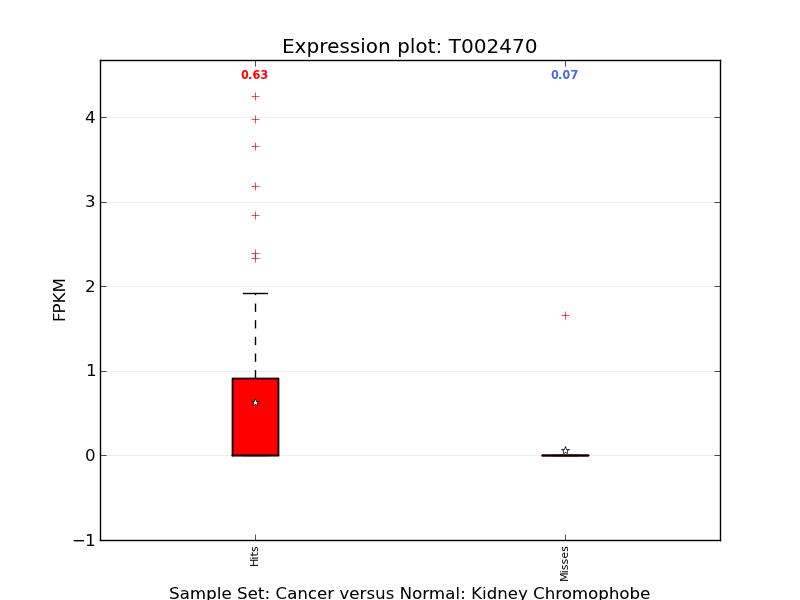 Expression plot: T002470
0.63
0.07
4
3
2
1
0
−1
FPKM
Hits
Misses
Sample Set: Cancer versus Normal: Kidney Chromophobe